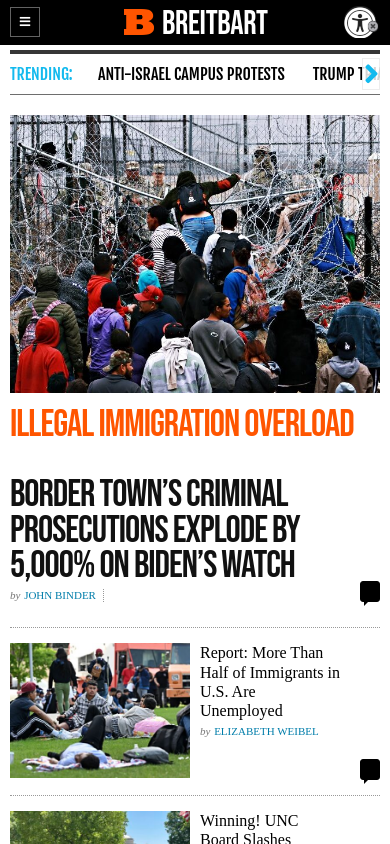 BREITBART
TRENDING:
ANTI-ISRAEL CAMPUS PROTESTS
TRUMP T
ILLEGAL IMMIGRATION OVERLOAD
BORDER TOWN'S CRIMINAL
PROSECUTIONS EXPLODE BY
5,000% ON BIDEN'S WATCH
by JOHN BINDER
Report: More Than
Half of Immigrants in
U.S. Are
Unemployed
by ELIZABETH WEIBEL
Winning! UNC
Board Slashes